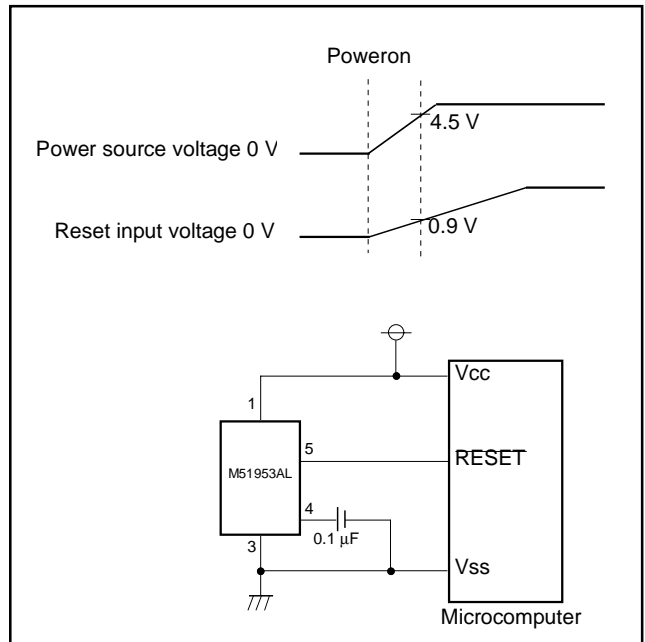 Poweron
4.5 V
Power source voltage 0 V
0.9 V
Reset input voltage 0 V
Vcc
1
5
RESET
M51953AL
4
0.1 μF
3
Vss
Microcomputer